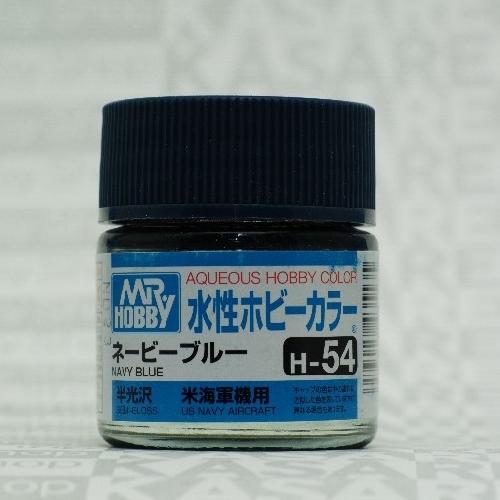 KASARE
AQUEOUS HOBBY COLOR
MR HOBBY
水性ホビーカラー
ネービーブルー
NAVY BLUE
H-54
半光沢
SEMI-GLOSS
米海軍機用
US NAVY AIRCRAFT